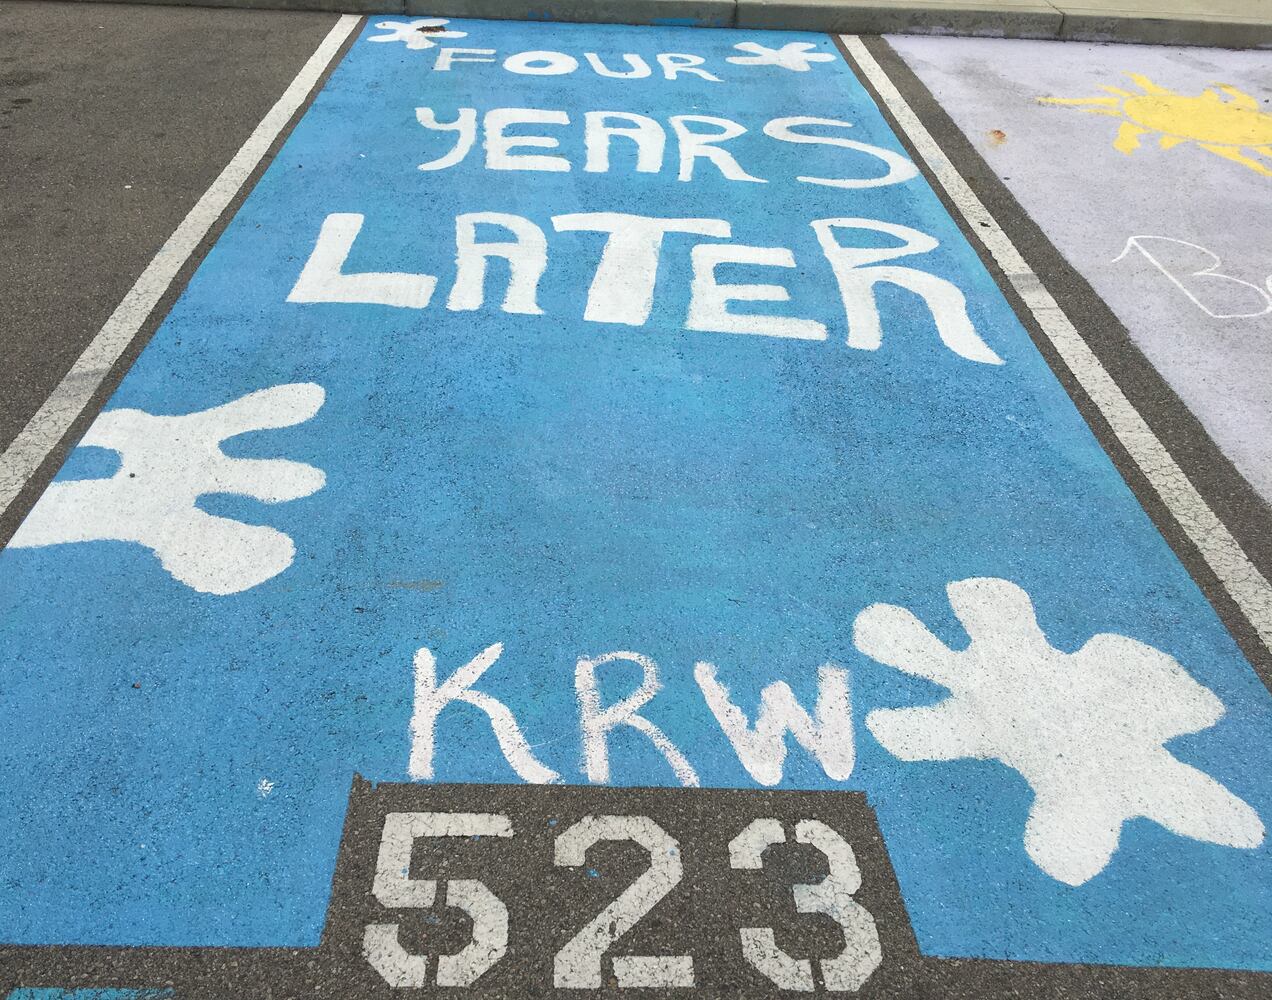 FOUR
YEARS
LATER
KRW
523